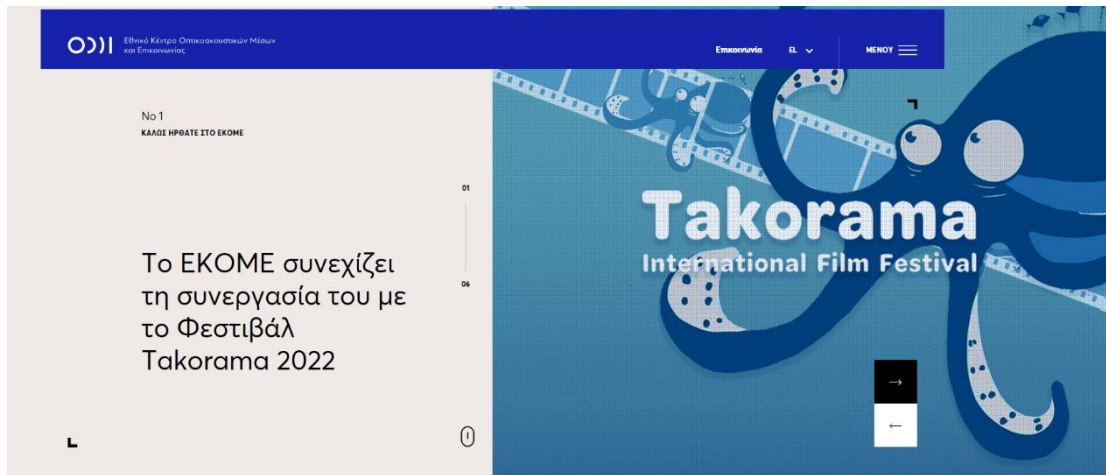 Εθνικό Κέντρο Οπτικοακουστικών Μέσων
και Επικοινωνίας
Επικοινωνία
EL
ΜΕΝΟΥ
No 1
ΚΑΛΩΣ ΗΡΘΑΤΕ ΣΤΟ ΕΚΟΜΕ
01
06
Το ΕΚΟΜΕ συνεχίζει
τη συνεργασία του με
το Φεστιβάλ
Takorama 2022
Takorama
International Film Festival